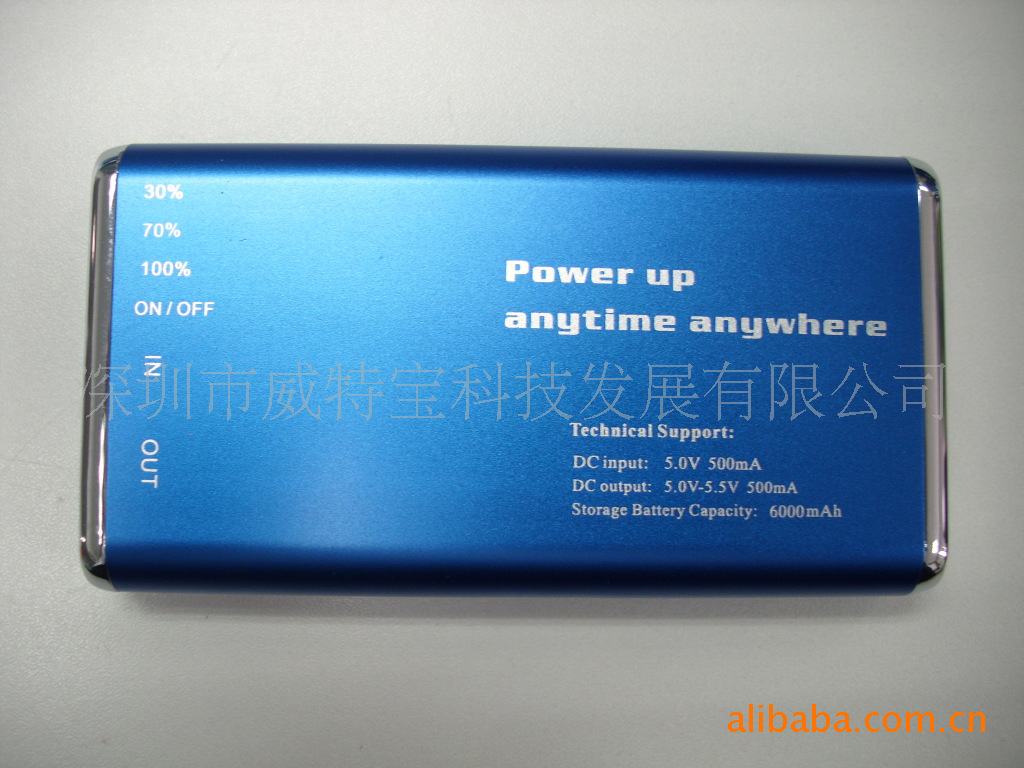 30%
70%
100%
ON / OFF
IN
OUT
Power up
anytime anywhere
深圳市威特宝科技发展有限公司
Technical Support:
DC input: 5.0V 500mA
DC output: 5.0V-5.5V 500mA
Storage Battery Capacity: 6000mAh
alibaba.com.cn